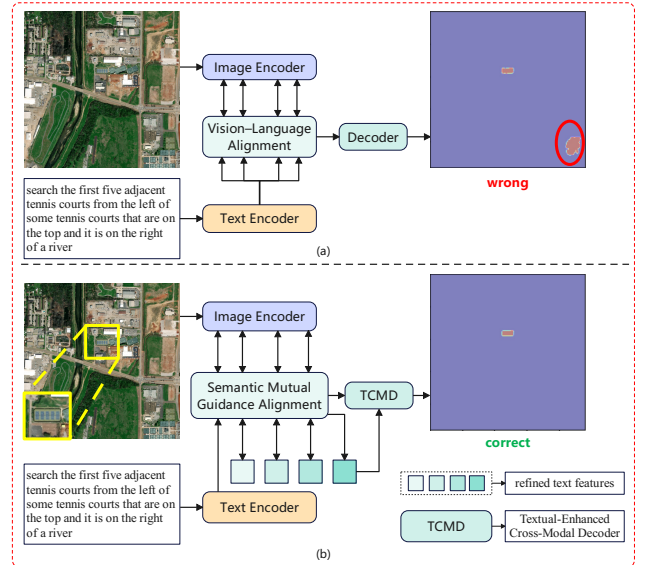 Image Encoder
Vision–Language
Alignment
Decoder
wrong
search the first five adjacent
tennis courts from the left of
some tennis courts that are on
the top and it is on the right
of a river
Text Encoder
(a)
Image Encoder
Semantic Mutual
Guidance Alignment
TCMD
correct
search the first five adjacent
tennis courts from the left of
some tennis courts that are on
the top and it is on the right
of a river
Text Encoder
refined text features
TCMD
Textual-Enhanced
Cross-Modal Decoder
(b)